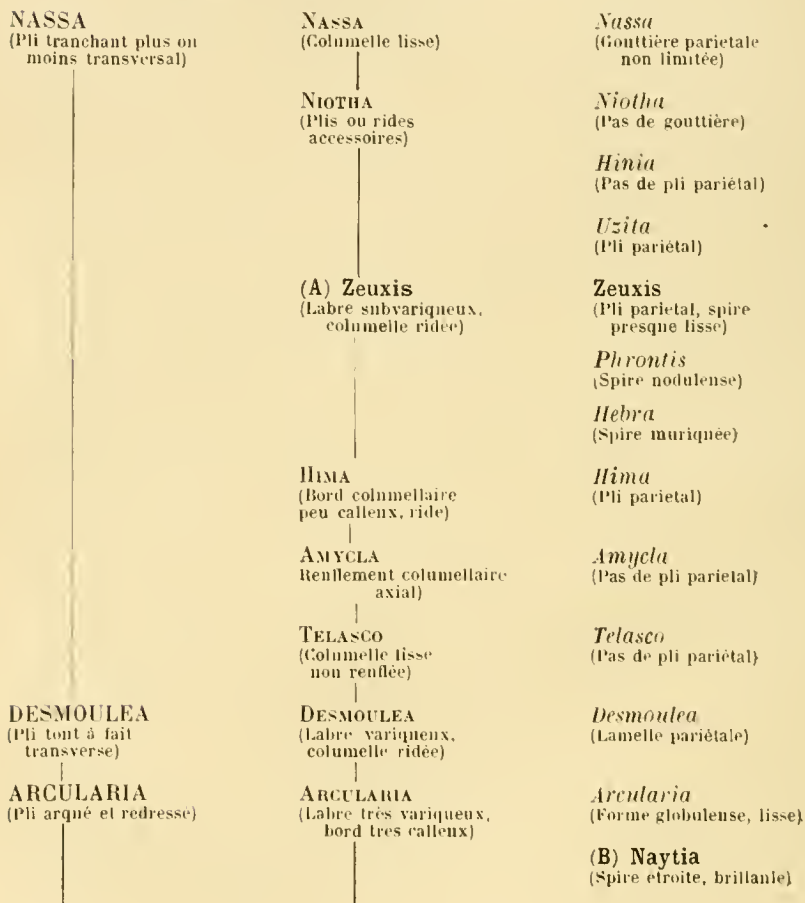 NASSA
(Pli tranchant plus ou
moins transversal)
DESMOULEA
(Pli tout à fait
transverse)
ARCULARIA
(Pli arqué et redressé)
NASSA
(Columelle lisse)
NIOTHA
(Plis ou rides
accessoires)
(A) Zeuxis
(Labre subvariqueux,
columelle ridée)
HIMA
(Bord columellaire
peu calleux, ridé)
AMYCLA
Renflement columellaire
axial)
TELASCO
(Columelle lisse
non renflée)
DESMOULEA
(Labre variqueux,
columelle ridée)
ARCULARIA
(Labre très variqueux,
bord très calleux)
Nassa
(Gouttière pariétale
non limitée)
Niotha
(Pas de gouttière)
Hinia
(Pas de pli pariétal)
Uzita
(Pli pariétal)
Zeuxis
(Pli pariétal, spire
presque lisse)
Phrontis
(Spire noduleuse)
Hebra
(Spire muriquée)
Hima
(Pli pariétal)
Amycla
(Pas de pli pariétal)
Telasco
(Pas de pli pariétal)
Desmoulea
(Lamelle pariétale)
Arcularia
(Forme globuleuse, lisse)
(B) Naytia
(Spire étroite, brillante)